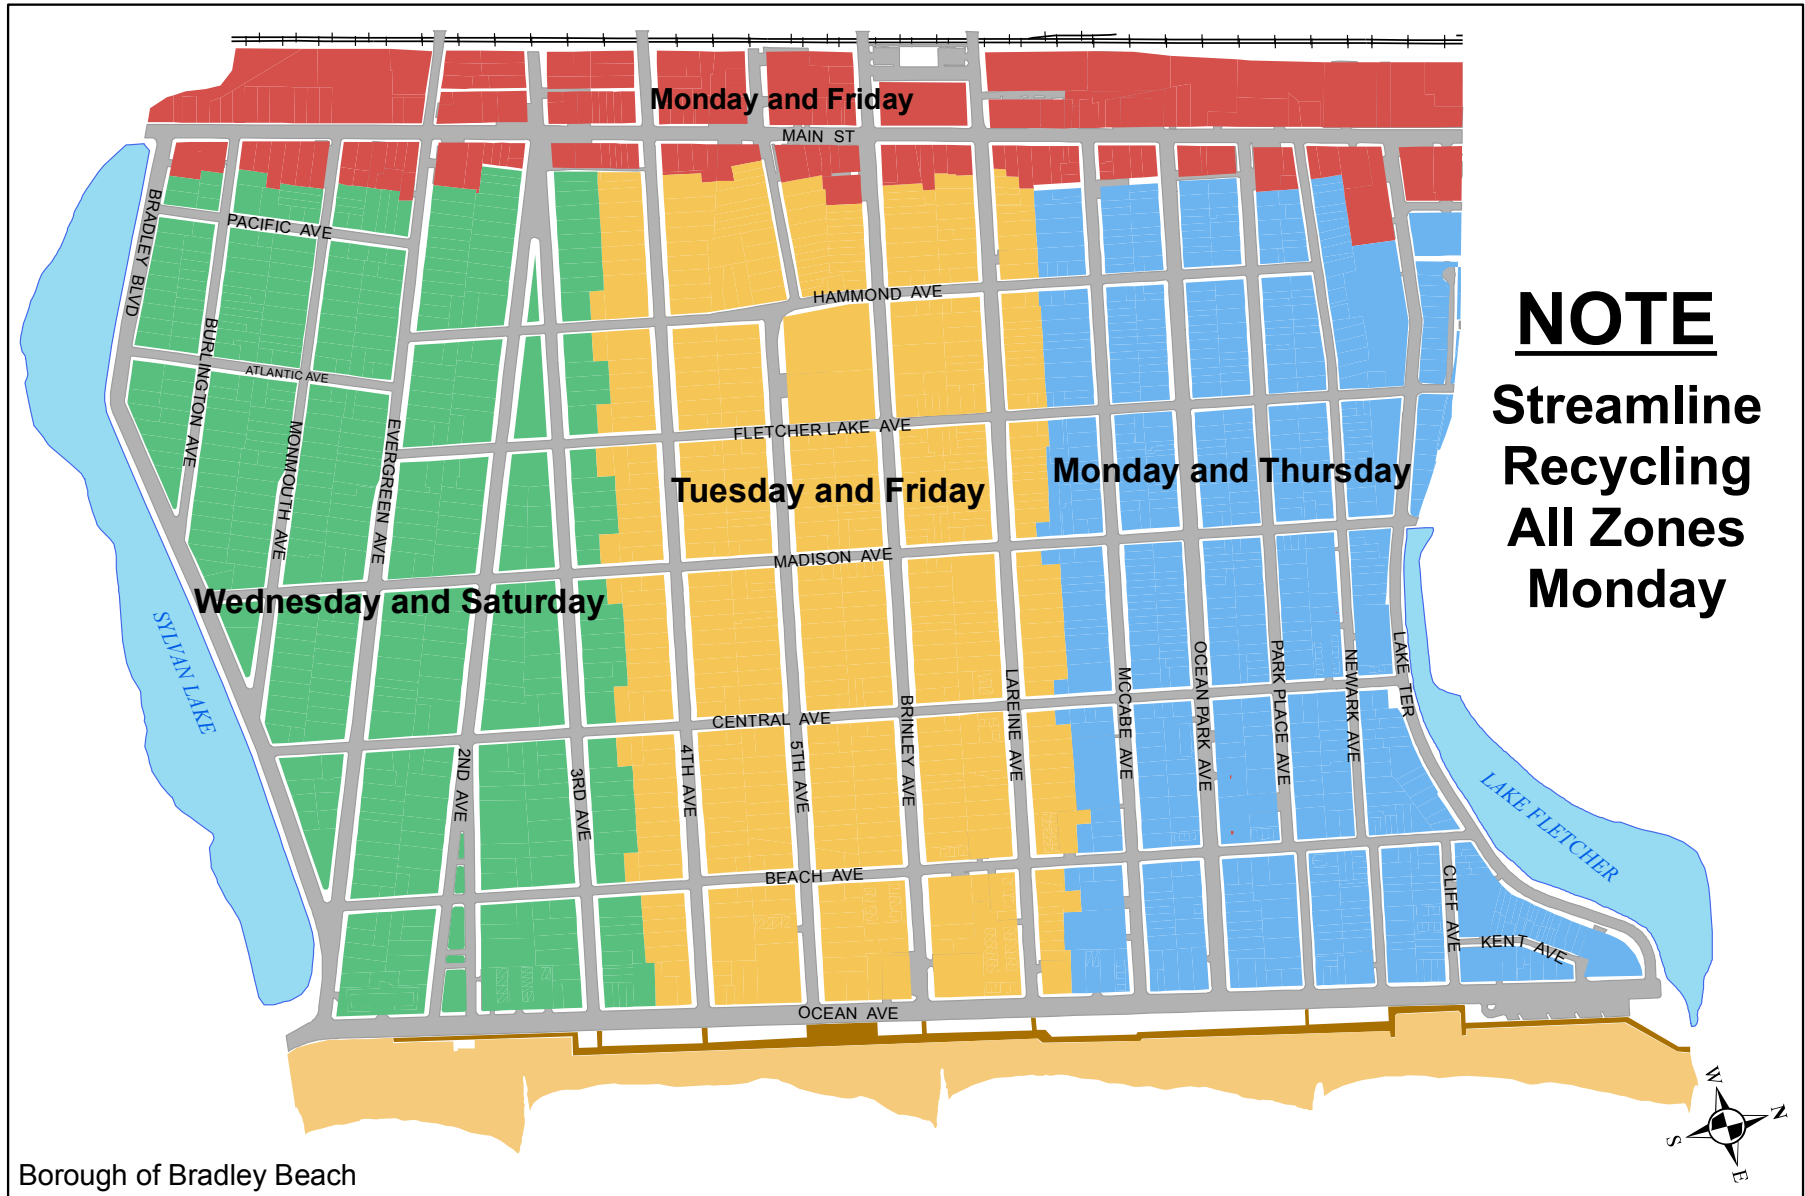 Monday and Friday
MAIN ST
BRADLEY BLVD
PACIFIC AVE
HAMMOND AVE
NOTE
Streamline
Recycling
All Zones
Monday
BURLINGTON AVE
ATLANTIC AVE
MONMOUTH AVE
EVERGREEN AVE
FLETCHER LAKE AVE
Tuesday and Friday
Monday and Thursday
MADISON AVE
Wednesday and Saturday
SYLVAN LAKE
CENTRAL AVE
2ND AVE
3RD AVE
4TH AVE
5TH AVE
BRINLEY AVE
LAREINE AVE
MCCABE AVE
OCEAN PARK AVE
PARK PLACE AVE
NEWARK AVE
LAKE TER
LAKE FLETCHER
BEACH AVE
CLIFF AVE
KENT AVE
OCEAN AVE
W
N
S
E
Borough of Bradley Beach